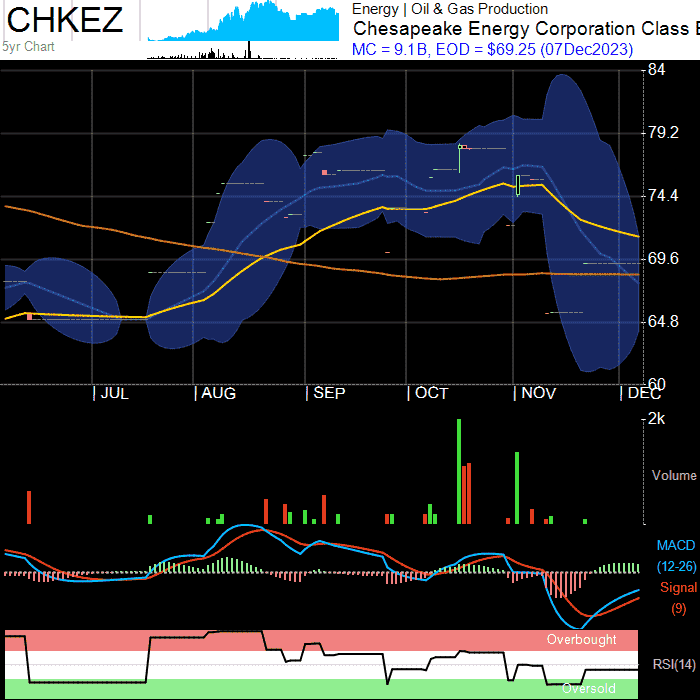 CHKEZ
5yr Chart
Energy | Oil & Gas Production
Chesapeake Energy Corporation Class
MC = 9.1B, EOD = $69.25 (07Dec2023)
84
79.2
74.4
69.6
64.8
60
JUL AUG SEP OCT NOV DEC
2k
Volume
MACD
(12-26)
Signal
(9)
Overbought
RSI(14)
Oversold